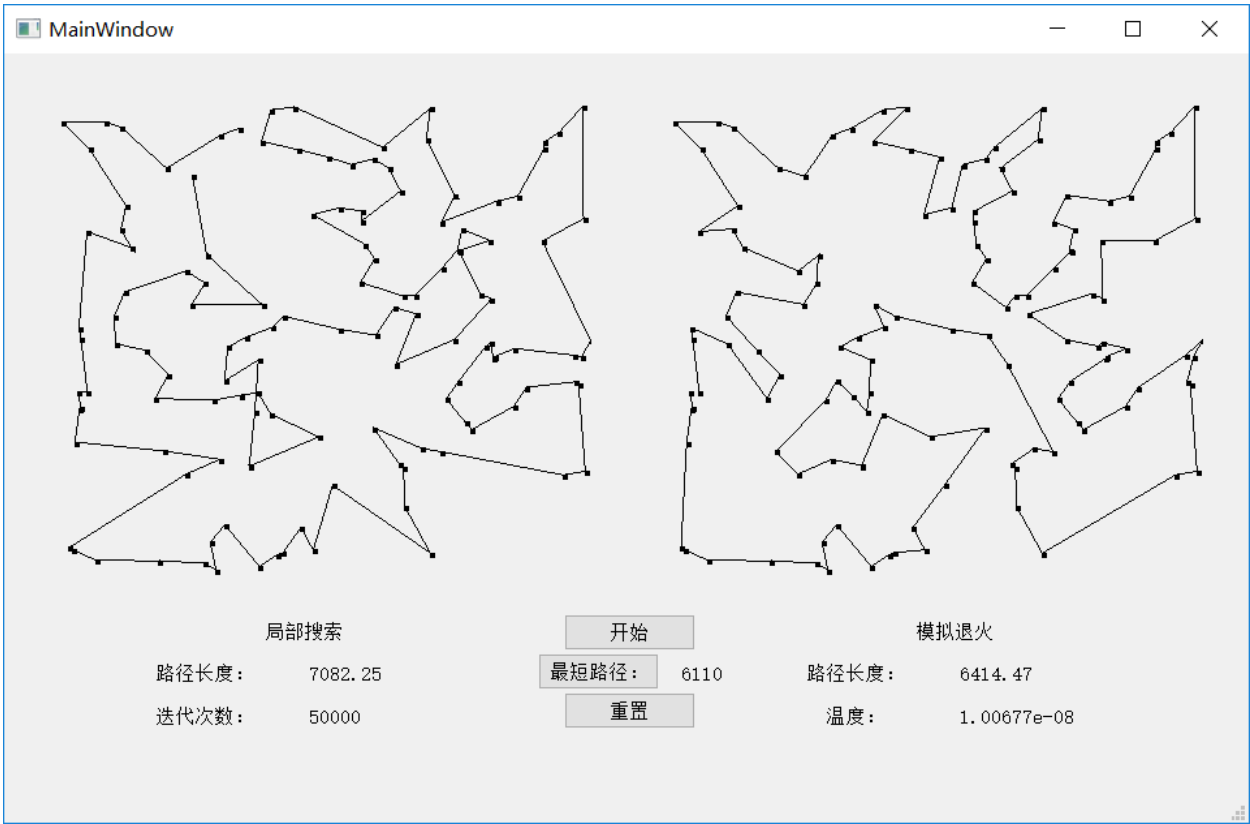 MainWindow
局部搜索
开始
模拟退火
路径长度： 7082.25
最短路径： 6110
路径长度： 6414.47
迭代次数： 50000
重置
温度： 1.00677e-08